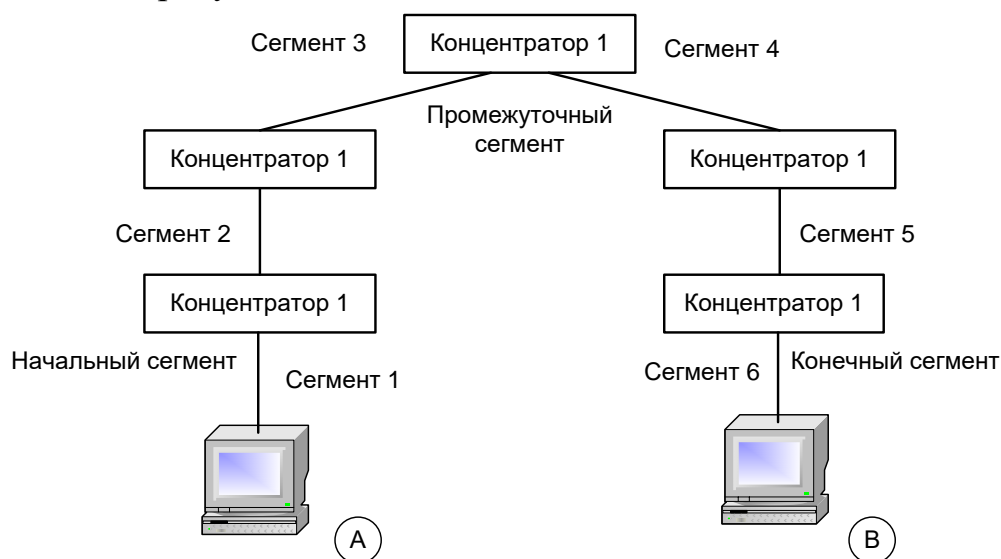 Сегмент 3
Концентратор 1
Сегмент 4
Промежуточный
сегмент
Концентратор 1
Концентратор 1
Сегмент 2
Сегмент 5
Концентратор 1
Концентратор 1
Начальный сегмент
Сегмент 1
Сегмент 6
Конечный сегмент
A
B